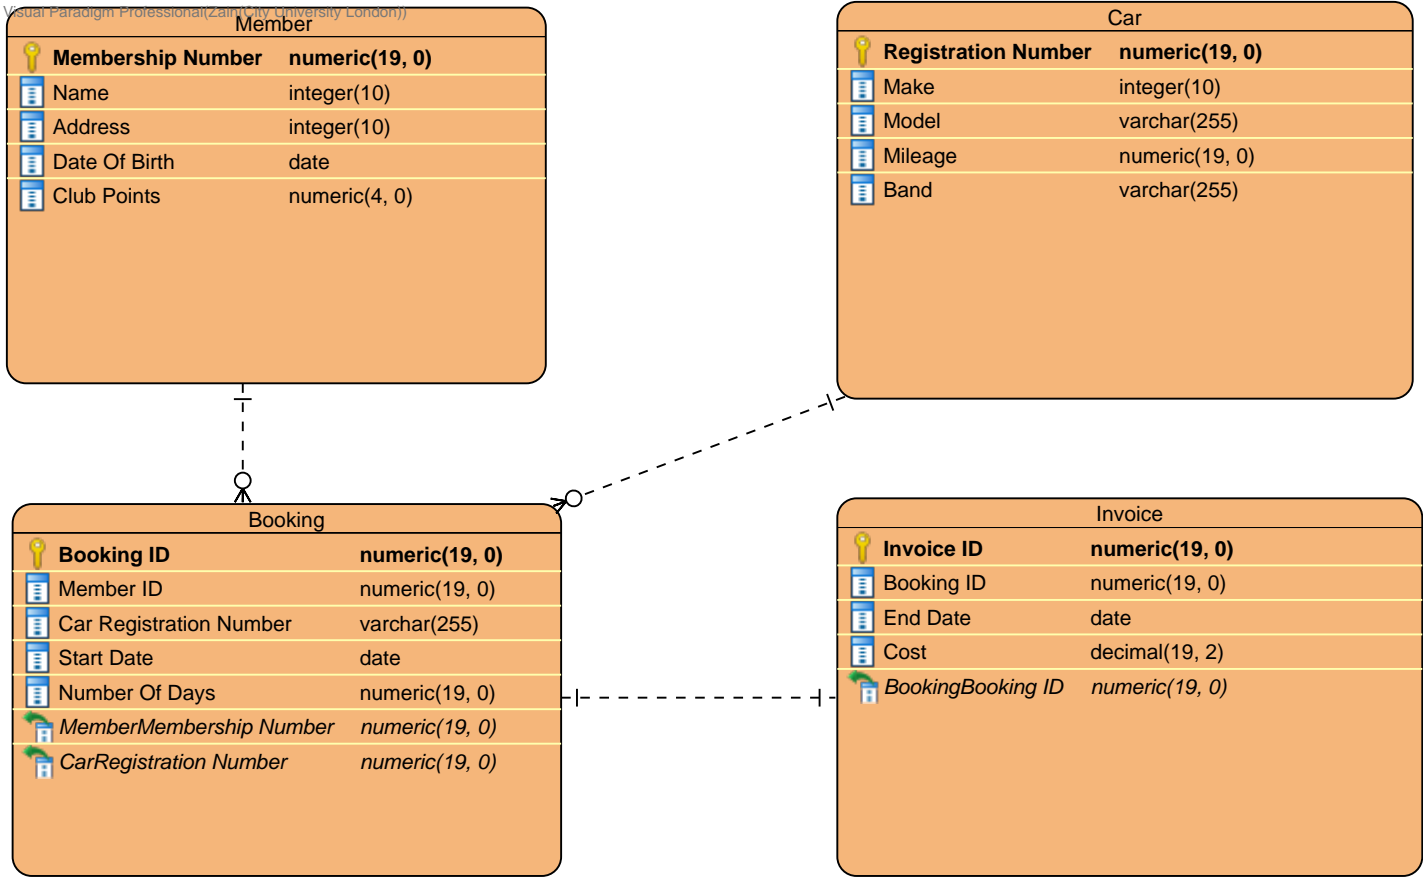 Visual Paradigm Professional(Zain(City University London))
Member
Membership Number numeric(19, 0)
Name integer(10)
Address integer(10)
Date Of Birth date
Club Points numeric(4, 0)
Car
Registration Number numeric(19, 0)
Make integer(10)
Model varchar(255)
Mileage numeric(19, 0)
Band varchar(255)
Booking
Booking ID numeric(19, 0)
Member ID numeric(19, 0)
Car Registration Number varchar(255)
Start Date date
Number Of Days numeric(19, 0)
MemberMembership Number numeric(19, 0)
CarRegistration Number numeric(19, 0)
Invoice
Invoice ID numeric(19, 0)
Booking ID numeric(19, 0)
End Date date
Cost decimal(19, 2)
BookingBooking ID numeric(19, 0)